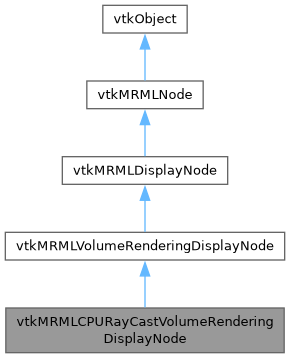 vtkObject
vtkMRMLNode
vtkMRMLDisplayNode
vtkMRMLVolumeRenderingDisplayNode
vtkMRMLCPURayCastVolumeRendering
DisplayNode